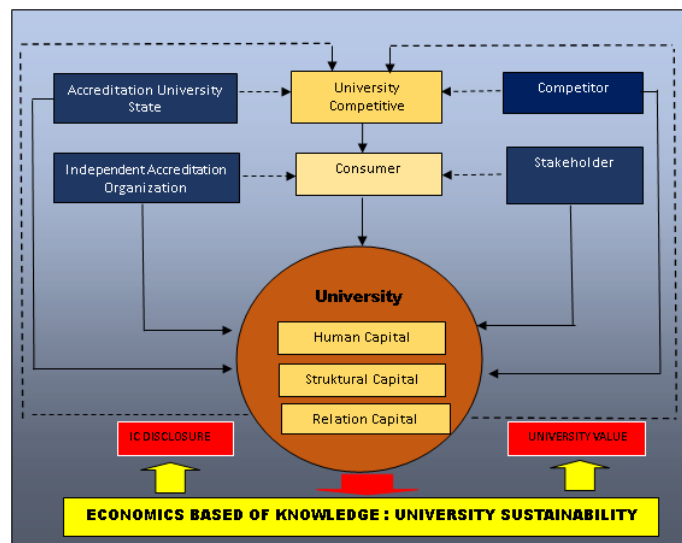 Accreditation University
State
University
Competitive
Competitor
Independent Accreditation
Organization
Consumer
Stakeholder
University
Human Capital
Struktural Capital
Relation Capital
IC DISCLOSURE
UNIVERSITY VALUE
ECONOMICS BASED OF KNOWLEDGE : UNIVERSITY SUSTAINABILITY